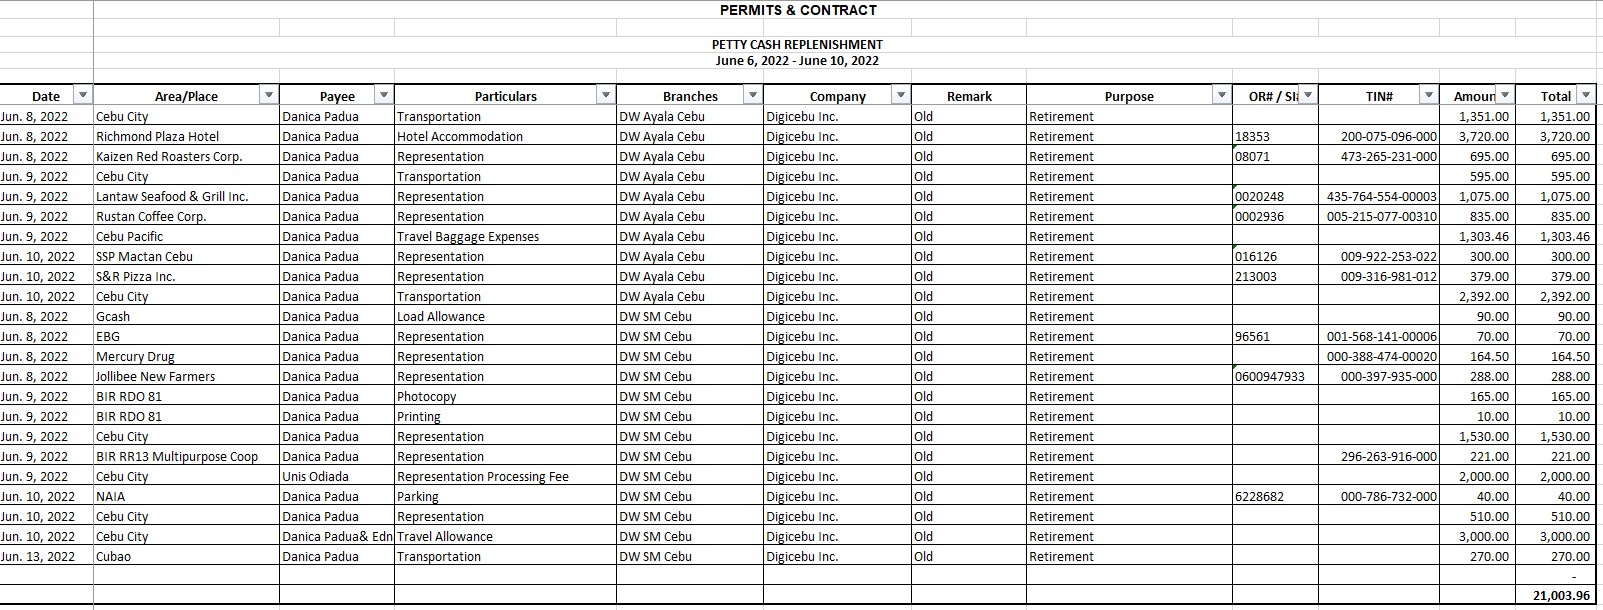 PERMITS & CONTRACT
PETTY CASH REPLENISHMENT
June 6, 2022 - June 10, 2022
Date Area/Place Payee Particulars Branches Company Remark Purpose OR# / SI# TIN# Amoun Total
Jun. 8, 2022 Cebu City Danica Padua Transportation DW Ayala Cebu Digicebu Inc. Old Retirement 1,351.00 1,351.00
Jun. 8, 2022 Richmond Plaza Hotel Danica Padua Hotel Accommodation DW Ayala Cebu Digicebu Inc. Old Retirement 18353 200-075-096-000 3,720.00 3,720.00
Jun. 8, 2022 Kaizen Red Roasters Corp. Danica Padua Representation DW Ayala Cebu Digicebu Inc. Old Retirement 08071 473-265-231-000 695.00 695.00
Jun. 9, 2022 Cebu City Danica Padua Transportation DW Ayala Cebu Digicebu Inc. Old Retirement 595.00 595.00
Jun. 9, 2022 Lantaw Seafood & Grill Inc. Danica Padua Representation DW Ayala Cebu Digicebu Inc. Old Retirement 0020248 435-764-554-00003 1,075.00 1,075.00
Jun. 9, 2022 Rustan Coffee Corp. Danica Padua Representation DW Ayala Cebu Digicebu Inc. Old Retirement 0002936 005-215-077-00310 835.00 835.00
Jun. 9, 2022 Cebu Pacific Danica Padua Travel Baggage Expenses DW Ayala Cebu Digicebu Inc. Old Retirement 1,303.46 1,303.46
Jun. 10, 2022 SSP Mactan Cebu Danica Padua Representation DW Ayala Cebu Digicebu Inc. Old Retirement 016126 009-922-253-022 300.00 300.00
Jun. 10, 2022 S&R Pizza Inc. Danica Padua Representation DW Ayala Cebu Digicebu Inc. Old Retirement 213003 009-316-981-012 379.00 379.00
Jun. 10, 2022 Cebu City Danica Padua Transportation DW Ayala Cebu Digicebu Inc. Old Retirement 2,392.00 2,392.00
Jun. 8, 2022 Gcash Danica Padua Load Allowance DW SM Cebu Digicebu Inc. Old Retirement 90.00 90.00
Jun. 8, 2022 EBG Danica Padua Representation DW SM Cebu Digicebu Inc. Old Retirement 96561 001-568-141-00006 70.00 70.00
Jun. 8, 2022 Mercury Drug Danica Padua Representation DW SM Cebu Digicebu Inc. Old Retirement 000-388-474-00020 164.50 164.50
Jun. 8, 2022 Jollibee New Farmers Danica Padua Representation DW SM Cebu Digicebu Inc. Old Retirement 0600947933 000-397-935-000 288.00 288.00
Jun. 9, 2022 BIR RDO 81 Danica Padua Photocopy DW SM Cebu Digicebu Inc. Old Retirement 165.00 165.00
Jun. 9, 2022 BIR RDO 81 Danica Padua Printing DW SM Cebu Digicebu Inc. Old Retirement 10.00 10.00
Jun. 9, 2022 Cebu City Danica Padua Representation DW SM Cebu Digicebu Inc. Old Retirement 1,530.00 1,530.00
Jun. 9, 2022 BIR RR13 Multipurpose Coop Danica Padua Representation DW SM Cebu Digicebu Inc. Old Retirement 296-263-916-000 221.00 221.00
Jun. 9, 2022 Cebu City Unis Odiada Representation Processing Fee DW SM Cebu Digicebu Inc. Old Retirement 2,000.00 2,000.00
Jun. 10, 2022 NAIA Danica Padua Parking DW SM Cebu Digicebu Inc. Old Retirement 6228682 000-786-732-000 40.00 40.00
Jun. 10, 2022 Cebu City Danica Padua Representation DW SM Cebu Digicebu Inc. Old Retirement 510.00 510.00
Jun. 10, 2022 Cebu City Danica Padua& Edn Travel Allowance DW SM Cebu Digicebu Inc. Old Retirement 3,000.00 3,000.00
Jun. 13, 2022 Cubao Danica Padua Transportation DW SM Cebu Digicebu Inc. Old Retirement 270.00 270.00
-
21,003.96